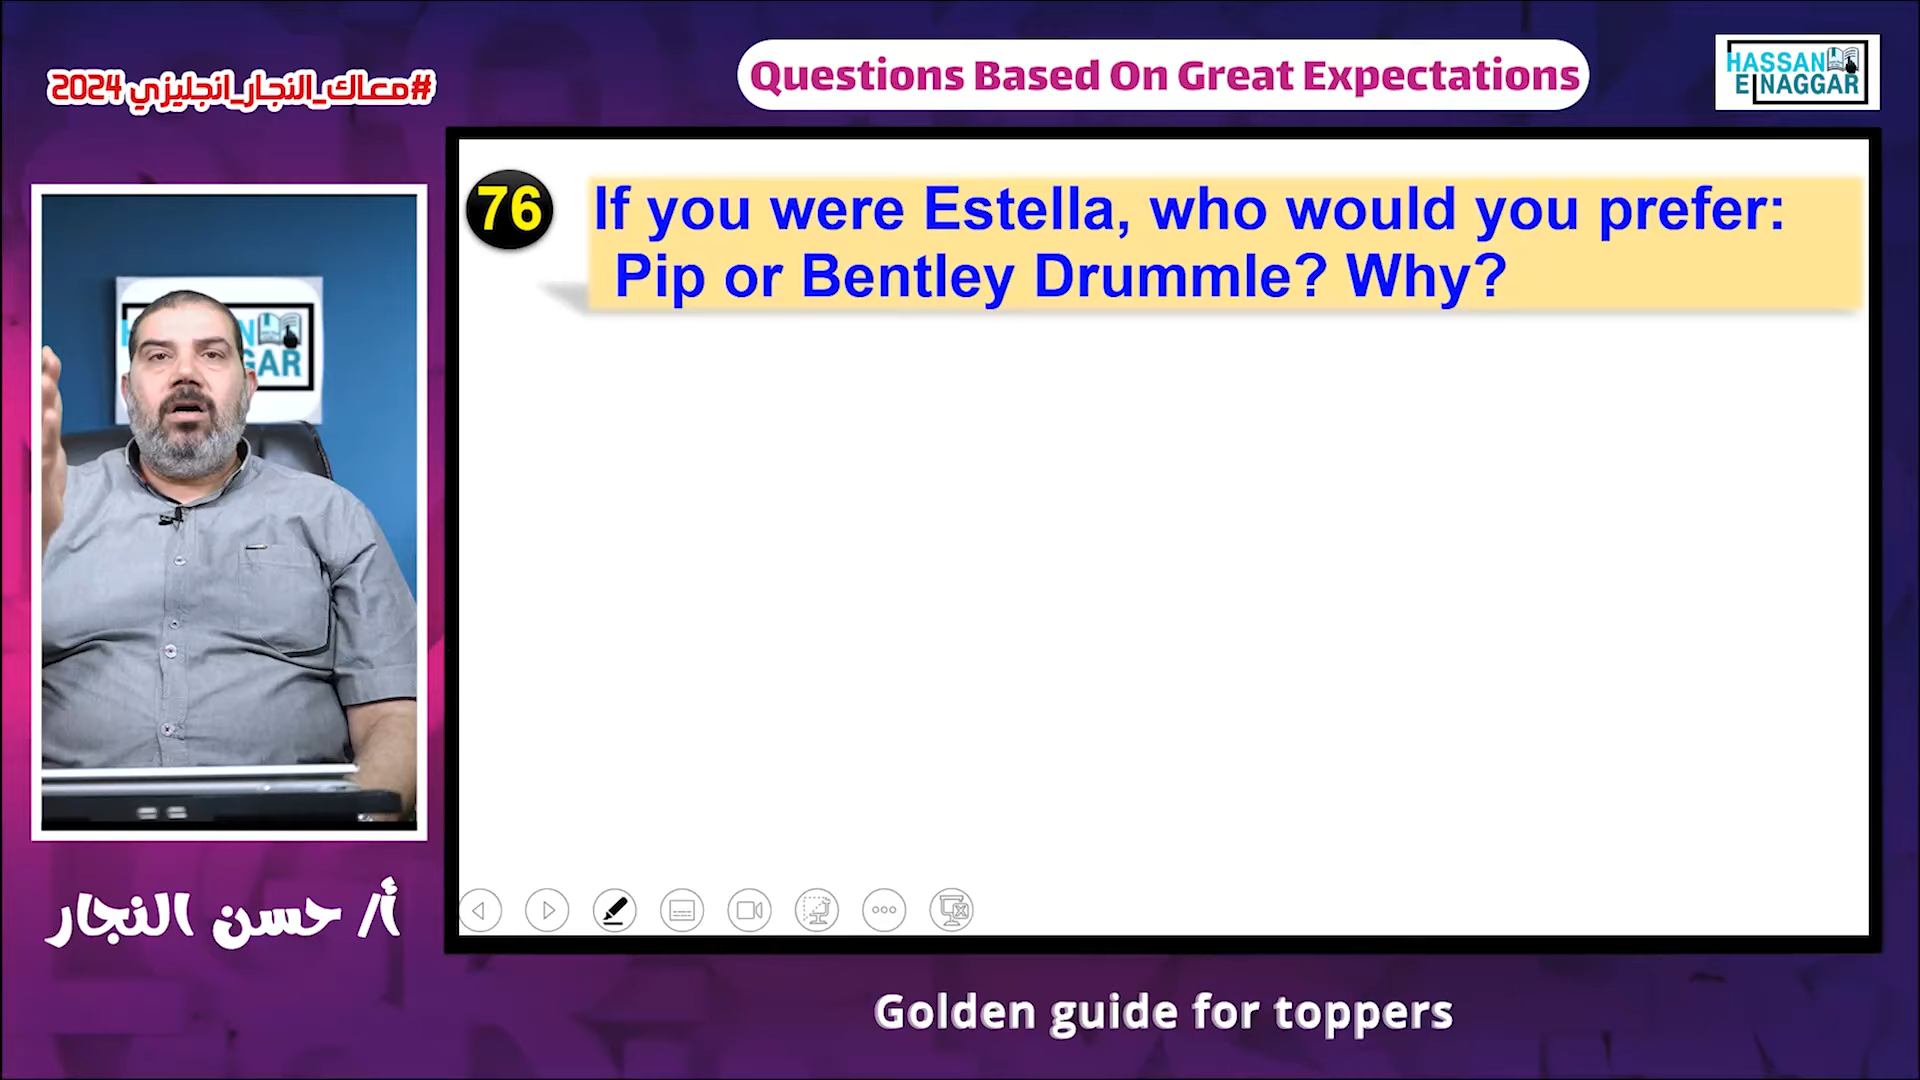 #معاك_النجار_انجليزي 2024
Questions Based On Great Expectations
HASSAN
ELNAGGAR
76
If you were Estella, who would you prefer:
Pip or Bentley Drummle? Why?
N
GAR
أ/ حسن النجار
Golden guide for toppers